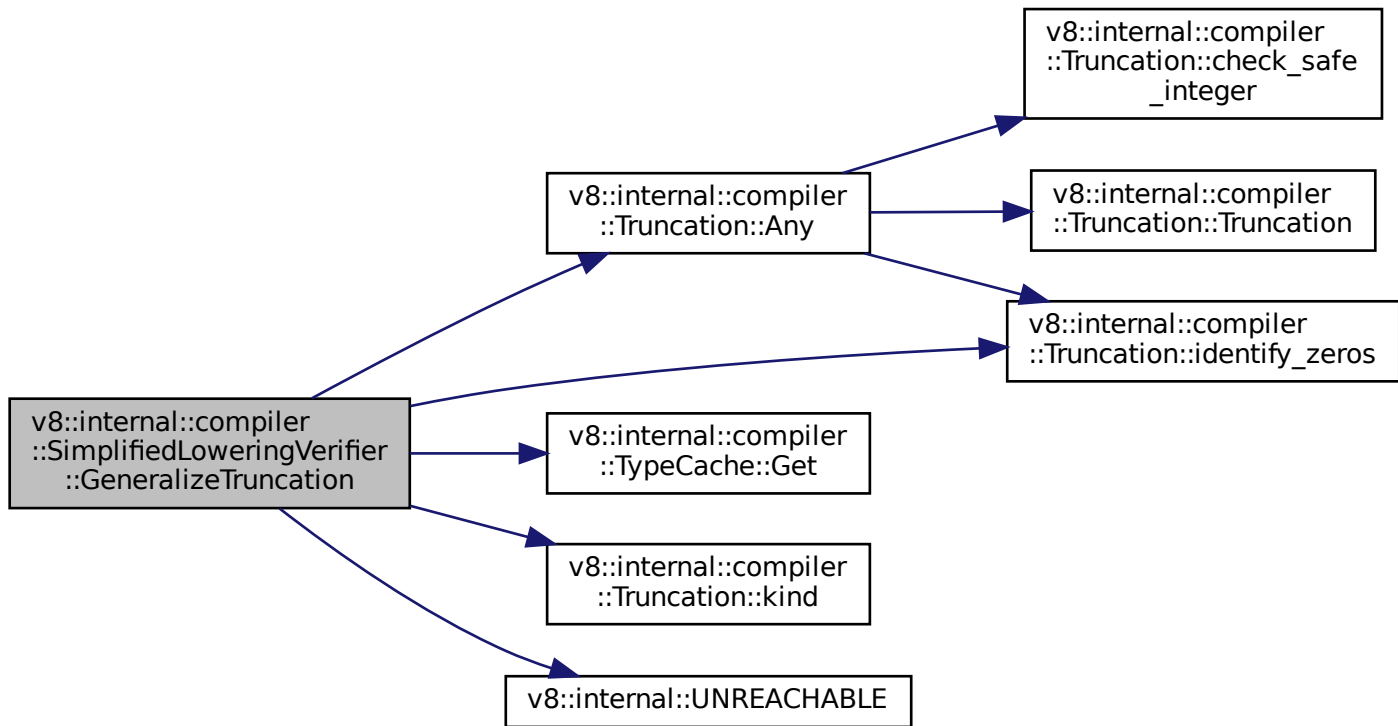 v8::internal::compiler
::Truncation::check_safe
_integer
v8::internal::compiler
::Truncation::Any
v8::internal::compiler
::Truncation::Truncation
v8::internal::compiler
::Truncation::identify_zeros
v8::internal::compiler
::SimplifiedLoweringVerifier
::GeneralizeTruncation
v8::internal::compiler
::TypeCache::Get
v8::internal::compiler
::Truncation::kind
v8::internal::UNREACHABLE